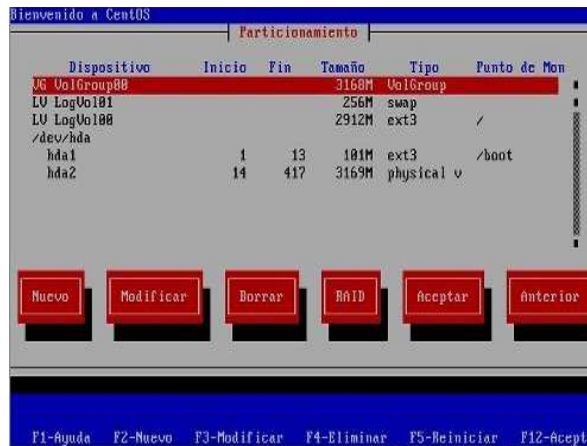 Bienvenido a CentOS
Particionamiento
Dispositivo Inicio Fin Tamaño Tipo Punto de Mon
VG VolGroup00 3168M VolGroup
LV LogVol01 256M swap
LV LogVol00 2912M ext3 /
/dev/hda
hda1 1 13 101M ext3 /boot
hda2 14 417 3169M physical v
Nuevo Modificar Borrar RAID Aceptar Anterior
F1-Ayuda F2-Nuevo F3-Modificar F4-Eliminar F5-Reiniciar F12-Acept